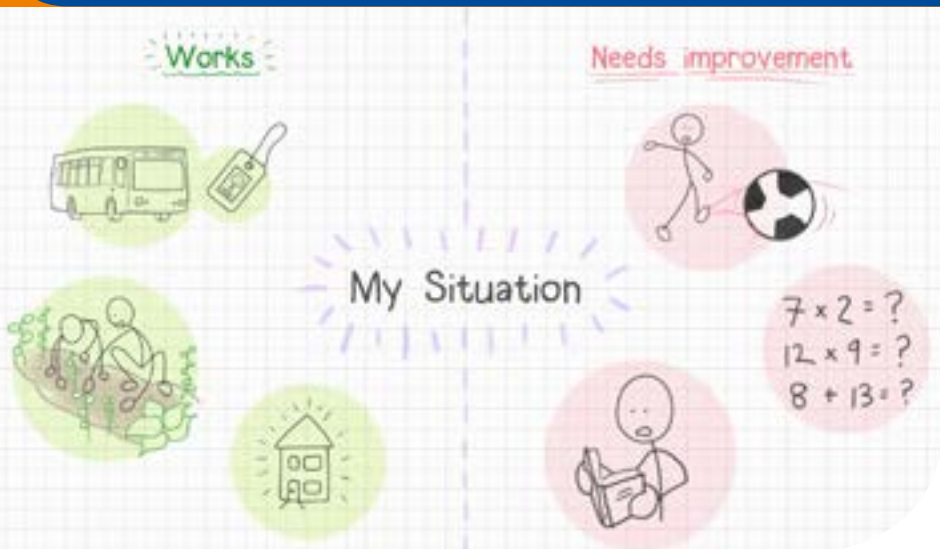 Works
Needs improvement
My Situation
7 x 2 = ?
12 x 9 = ?
8 + 13 = ?